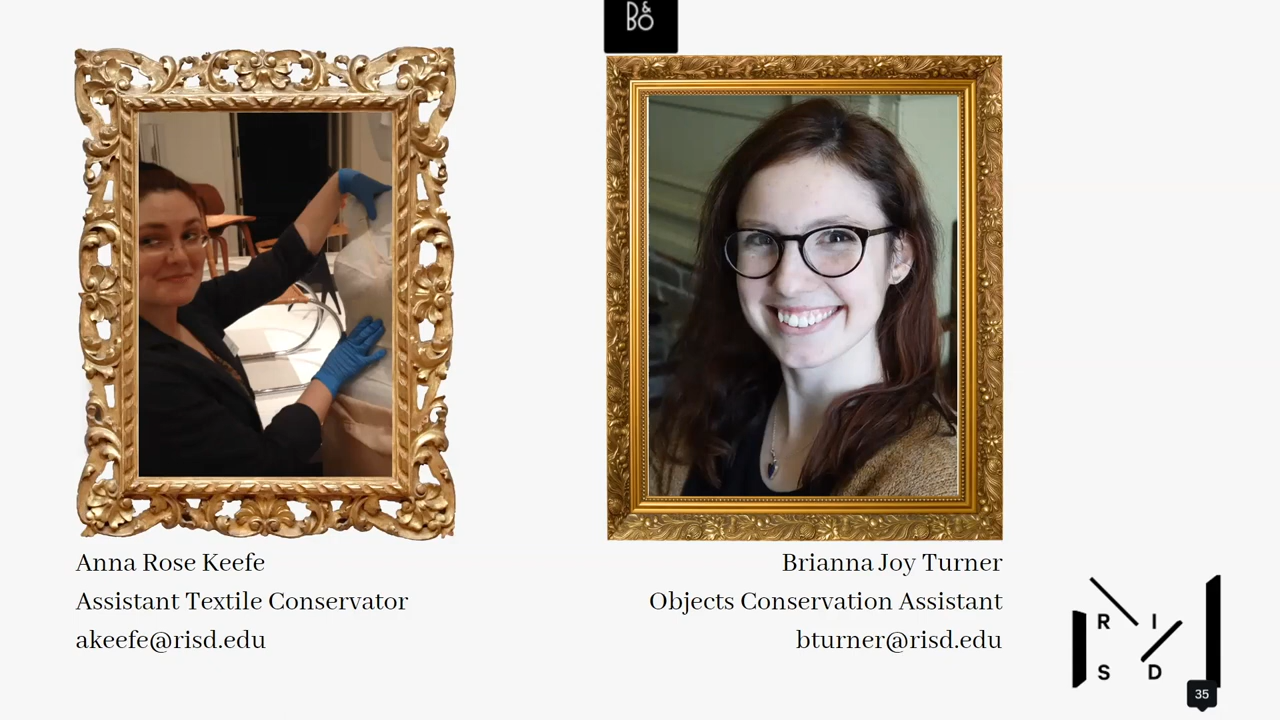 B&
BO
Anna Rose Keefe
Assistant Textile Conservator
akeefe@risd.edu
Brianna Joy Turner
Objects Conservation Assistant
bturner@risd.edu
R I
S D
35